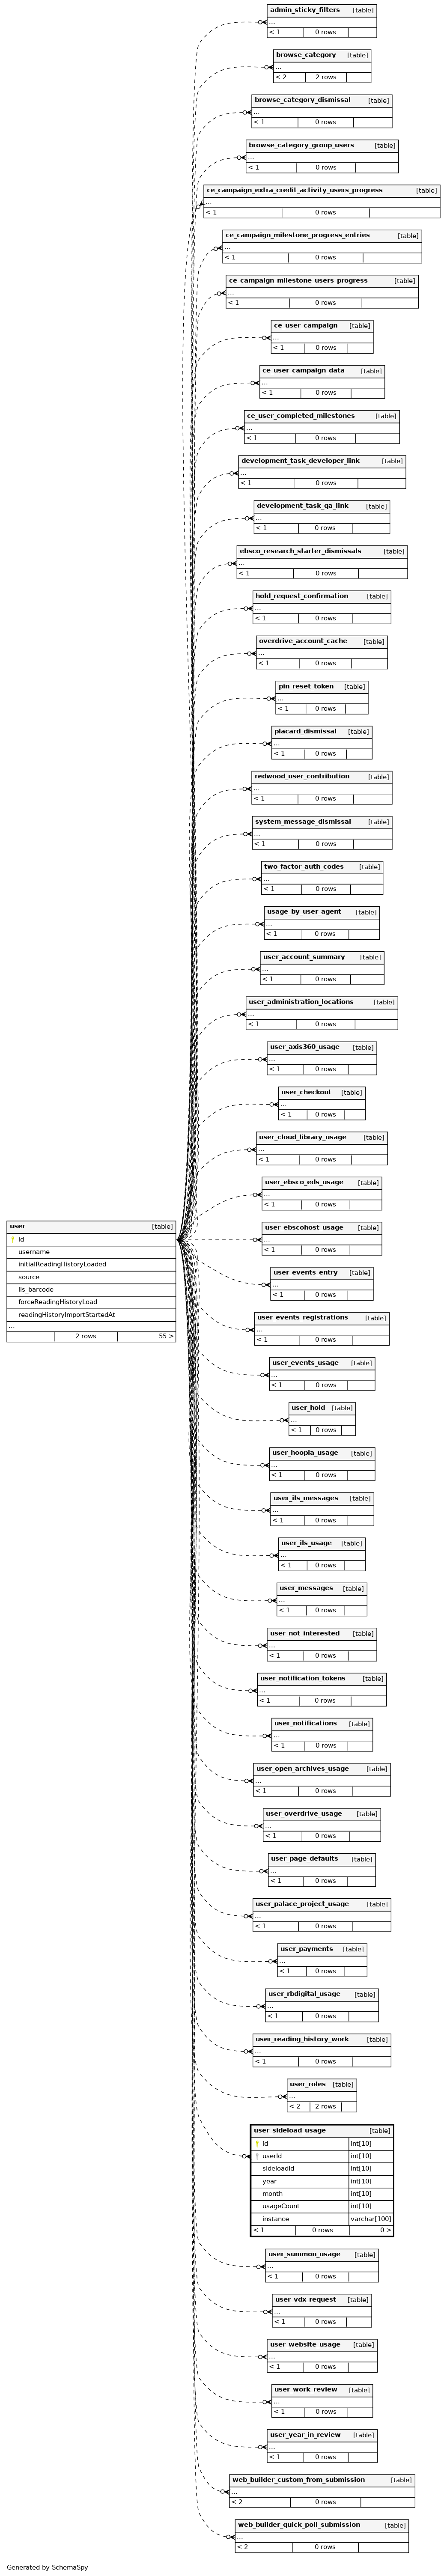 admin_sticky_filters [table]
...
< 1 0 rows
browse_category [table]
...
< 2 2 rows
browse_category_dismissal [table]
...
< 1 0 rows
browse_category_group_users [table]
...
< 1 0 rows
ce_campaign_extra_credit_activity_users_progress [table]
...
< 1 0 rows
ce_campaign_milestone_progress_entries [table]
...
< 1 0 rows
ce_campaign_milestone_users_progress [table]
...
< 1 0 rows
ce_user_campaign [table]
...
< 1 0 rows
ce_user_campaign_data [table]
...
< 1 0 rows
ce_user_completed_milestones [table]
...
< 1 0 rows
development_task_developer_link [table]
...
< 1 0 rows
development_task_qa_link [table]
...
< 1 0 rows
ebsco_research_starter_dismissals [table]
...
< 1 0 rows
hold_request_confirmation [table]
...
< 1 0 rows
overdrive_account_cache [table]
...
< 1 0 rows
pin_reset_token [table]
...
< 1 0 rows
placard_dismissal [table]
...
< 1 0 rows
redwood_user_contribution [table]
...
< 1 0 rows
system_message_dismissal [table]
...
< 1 0 rows
two_factor_auth_codes [table]
...
< 1 0 rows
usage_by_user_agent [table]
...
< 1 0 rows
user_account_summary [table]
...
< 1 0 rows
user_administration_locations [table]
...
< 1 0 rows
user_axis360_usage [table]
...
< 1 0 rows
user_checkout [table]
...
< 1 0 rows
user_cloud_library_usage [table]
...
< 1 0 rows
user_ebsco_eds_usage [table]
...
< 1 0 rows
user [table]
id
username
initialReadingHistoryLoaded
source
ils_barcode
forceReadingHistoryLoad
readingHistoryImportStartedAt
...
2 rows 55 >
user_ebscohost_usage [table]
...
< 1 0 rows
user_events_entry [table]
...
< 1 0 rows
user_events_registrations [table]
...
< 1 0 rows
user_events_usage [table]
...
< 1 0 rows
user_hold [table]
...
< 1 0 rows
user_hoopla_usage [table]
...
< 1 0 rows
user_ils_messages [table]
...
< 1 0 rows
user_ils_usage [table]
...
< 1 0 rows
user_messages [table]
...
< 1 0 rows
user_not_interested [table]
...
< 1 0 rows
user_notification_tokens [table]
...
< 1 0 rows
user_notifications [table]
...
< 1 0 rows
user_open_archives_usage [table]
...
< 1 0 rows
user_overdrive_usage [table]
...
< 1 0 rows
user_page_defaults [table]
...
< 1 0 rows
user_palace_project_usage [table]
...
< 1 0 rows
user_payments [table]
...
< 1 0 rows
user_rbdigital_usage [table]
...
< 1 0 rows
user_reading_history_work [table]
...
< 1 0 rows
user_roles [table]
...
< 2 2 rows
user_sideload_usage [table]
id int[10]
userId int[10]
sideloadId int[10]
year int[10]
month int[10]
usageCount int[10]
instance varchar[100]
< 1 0 rows 0 >
user_summon_usage [table]
...
< 1 0 rows
user_vdx_request [table]
...
< 1 0 rows
user_website_usage [table]
...
< 1 0 rows
user_work_review [table]
...
< 1 0 rows
user_year_in_review [table]
...
< 1 0 rows
web_builder_custom_from_submission [table]
...
< 2 0 rows
web_builder_quick_poll_submission [table]
...
< 2 0 rows
Generated by SchemaSpy